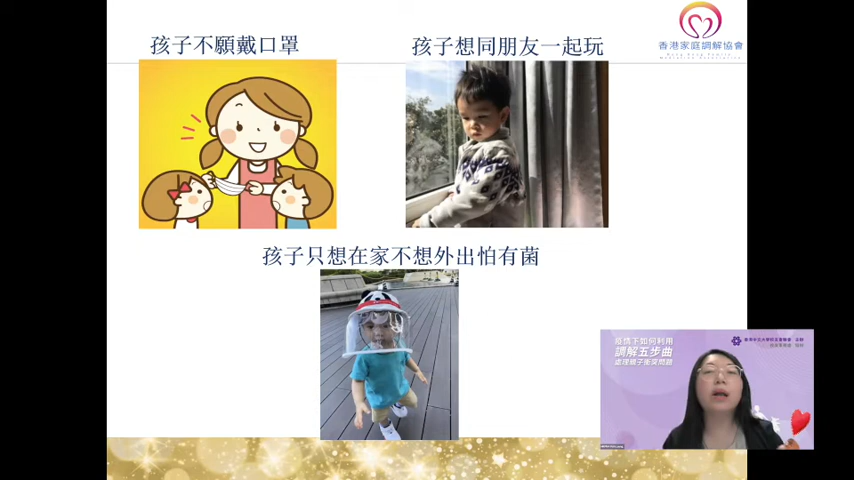 孩子不願戴口罩
孩子想同朋友一起玩
香港家庭調解協會
孩子只想在家不想外出怕有菌
疫情下如何利用
調解五步曲
處理親子衝突問題